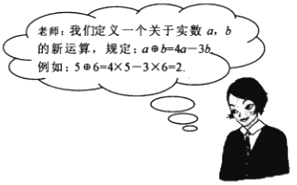 老师：我们定义一个关于实数 a，b
的新运算，规定：a⊕b=4a−3b.
例如：5⊕6=4×5−3×6=2.